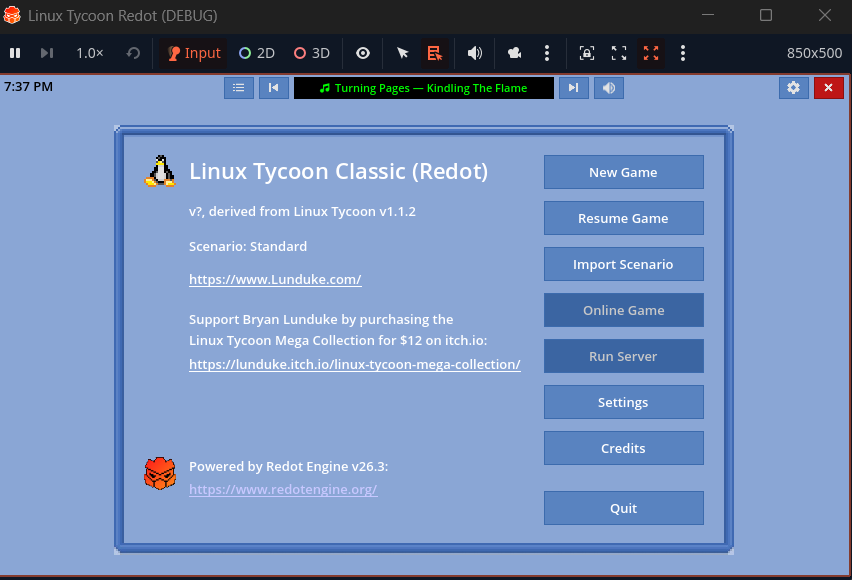 Linux Tycoon Redot (DEBUG)
1.0× Input 2D 3D 850x500
7:37 PM Turning Pages — Kindling The Flame
Linux Tycoon Classic (Redot)
v?, derived from Linux Tycoon v1.1.2
Scenario: Standard
https://www.Lunduke.com/
Support Bryan Lunduke by purchasing the
Linux Tycoon Mega Collection for $12 on itch.io:
https://lunduke.itch.io/linux-tycoon-mega-collection/
Powered by Redot Engine v26.3:
https://www.redotengine.org/
New Game
Resume Game
Import Scenario
Online Game
Run Server
Settings
Credits
Quit